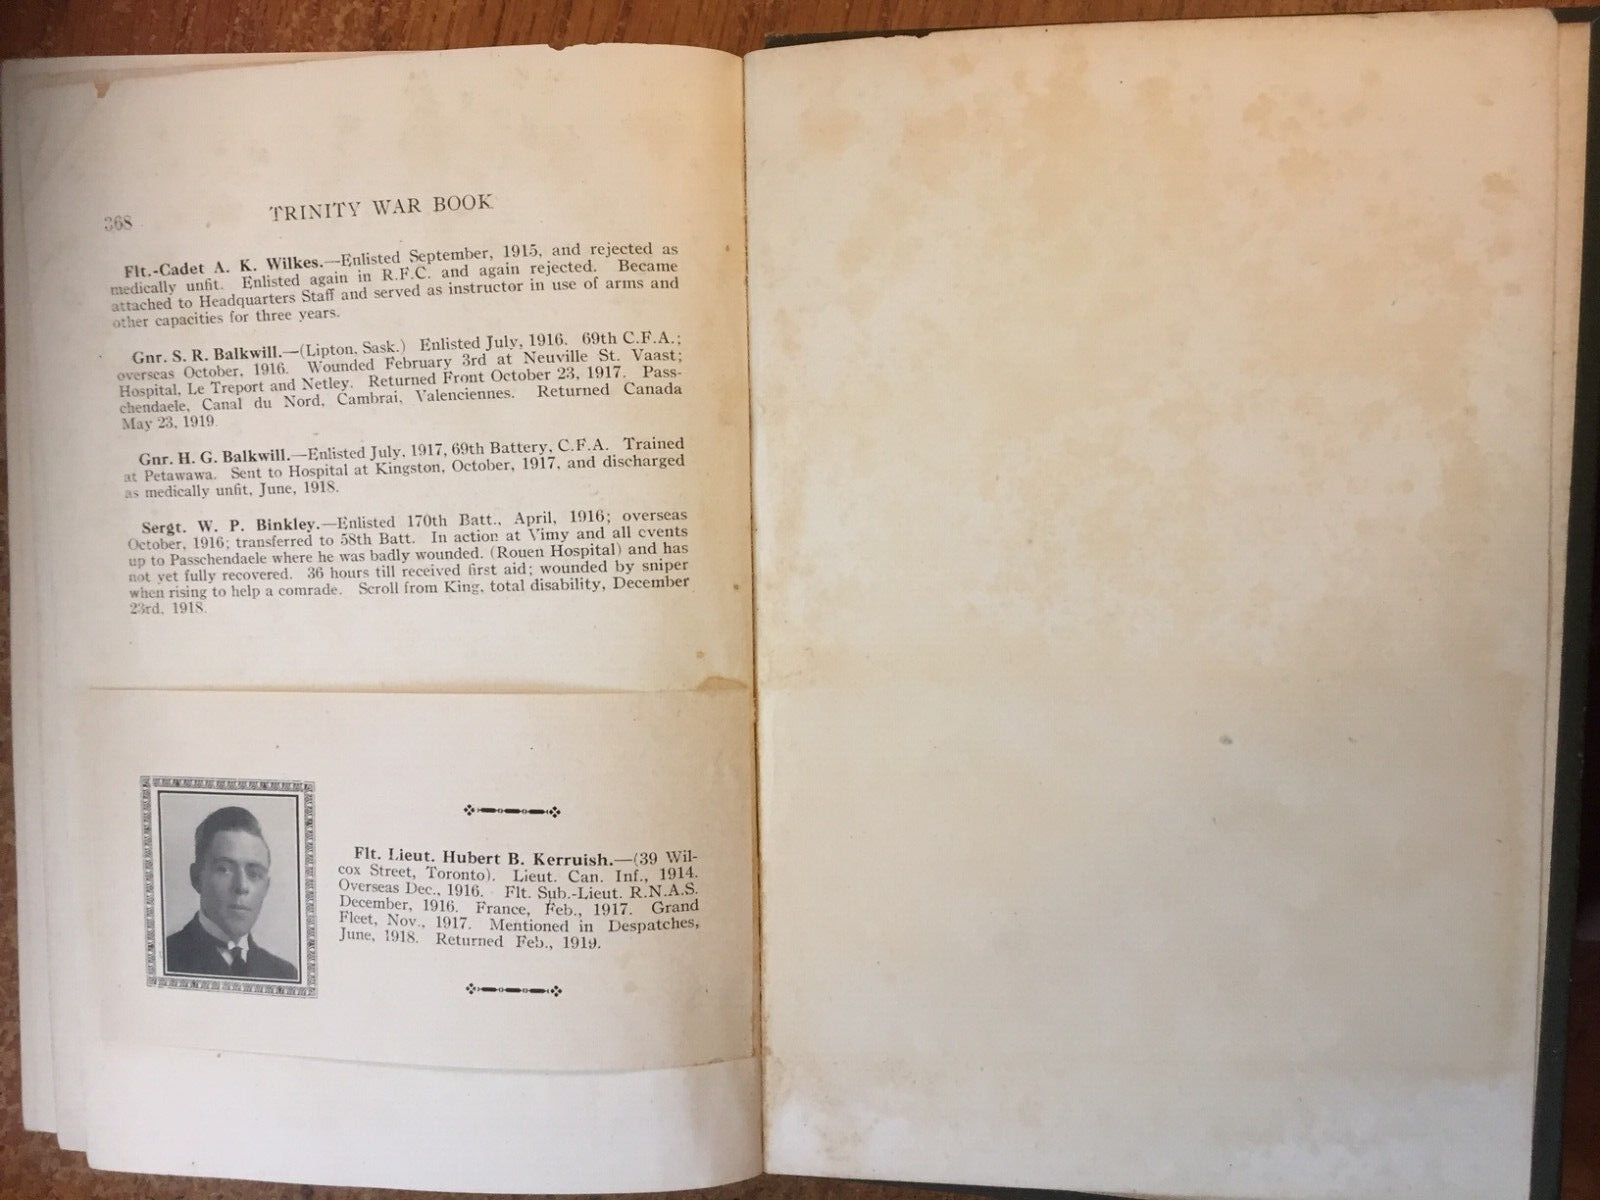 368
TRINITY WAR BOOK
Flt.-Cadet A. K. Wilkes.—Enlisted September, 1915, and rejected as
medically unfit. Enlisted again in R.F.C. and again rejected. Became
attached to Headquarters Staff and served as instructor in use of arms and
other capacities for three years.
Gnr. S. R. Balkwill.—(Lipton, Sask.) Enlisted July, 1916. 69th C.F.A.;
overseas October, 1916. Wounded February 3rd at Neuville St. Vaast;
Hospital, Le Treport and Netley. Returned Front October 23, 1917. Pass-
chendaele, Canal du Nord, Cambrai, Valenciennes. Returned Canada
May 23, 1919.
Gnr. H. G. Balkwill.—Enlisted July, 1917, 69th Battery, C.F.A. Trained
at Petawawa. Sent to Hospital at Kingston, October, 1917, and discharged
as medically unfit, June, 1918.
Sergt. W. P. Binkley.—Enlisted 170th Batt., April, 1916; overseas
October, 1916; transferred to 58th Batt. In action at Vimy and all events
up to Passchendaele where he was badly wounded. (Rouen Hospital) and has
not yet fully recovered. 36 hours till received first aid; wounded by sniper
when rising to help a comrade. Scroll from King, total disability, December
23rd, 1918.
Flt. Lieut. Hubert B. Kerruish.—(39 Wil-
cox Street, Toronto). Lieut. Can. Inf., 1914.
Overseas Dec., 1916. Flt. Sub.-Lieut. R.N.A.S.
December, 1916. France, Feb., 1917. Grand
Fleet, Nov., 1917. Mentioned in Despatches,
June, 1918. Returned Feb., 1919.